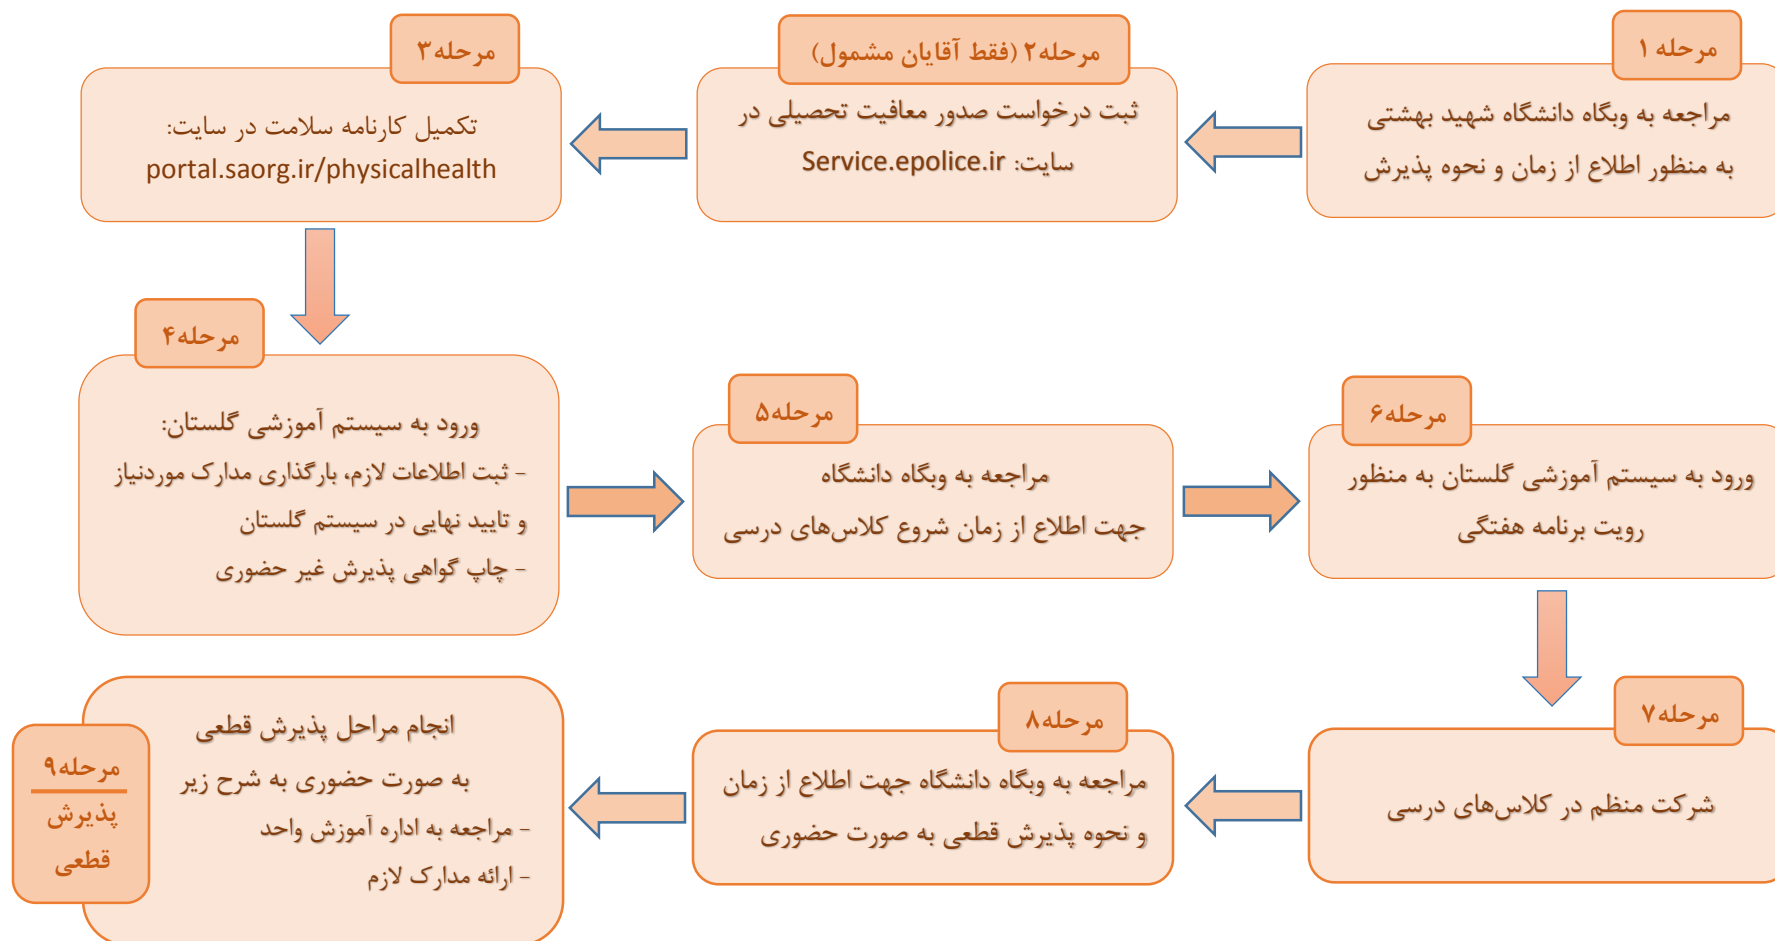 مرحله ۱
مراجعه به وبگاه دانشگاه شهید بهشتی
به منظور اطلاع از زمان و نحوه پذیرش
مرحله۲ (فقط آقایان مشمول)
ثبت درخواست صدور معافیت تحصیلی در
سایت: Service.epolice.ir
مرحله۳
تکمیل کارنامه سلامت در سایت:
portal.saorg.ir/physicalhealth
مرحله۴
ورود به سیستم آموزشی گلستان:
- ثبت اطلاعات لازم، بارگذاری مدارک موردنیاز
و تایید نهایی در سیستم گلستان
- چاپ گواهی پذیرش غیر حضوری
مرحله۵
مراجعه به وبگاه دانشگاه
جهت اطلاع از زمان شروع کلاس‌های درسی
مرحله۶
ورود به سیستم آموزشی گلستان به منظور
رویت برنامه هفتگی
مرحله۷
شرکت منظم در کلاس‌های درسی
مرحله۸
مراجعه به وبگاه دانشگاه جهت اطلاع از زمان
و نحوه پذیرش قطعی به صورت حضوری
مرحله۹
پذیرش
قطعی
انجام مراحل پذیرش قطعی
به صورت حضوری به شرح زیر
- مراجعه به اداره آموزش واحد
- ارائه مدارک لازم